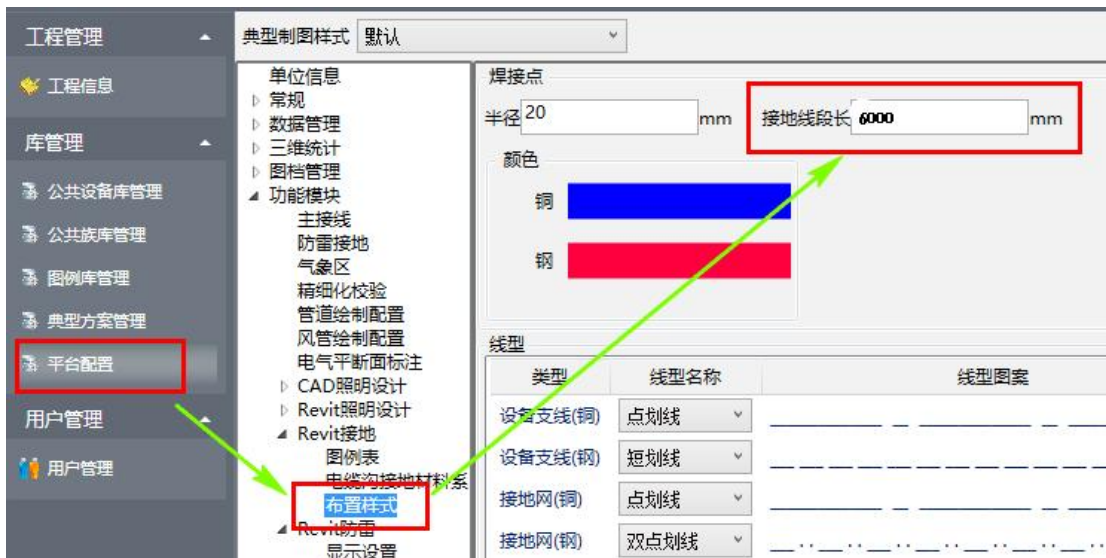 工程管理
工程信息
库管理
公共设备库管理
公共族库管理
图例库管理
典型方案管理
平台配置
用户管理
用户管理
典型制图样式 默认
单位信息
常规
数据管理
三维统计
图档管理
功能模块
主接线
防雷接地
气象区
精细化校验
管道绘制配置
风管绘制配置
电气平断面标注
CAD照明设计
Revit照明设计
Revit接地
图例表
电缆沟接地材料系
布置样式
Revit防雷
显示设置
焊接点
半径 20 mm 接地线段长 6000 mm
颜色
铜
钢
线型
类型 线型名称 线型图案
设备支线(铜) 点划线
设备支线(钢) 短划线
接地网(铜) 点划线
接地网(钢) 双点划线